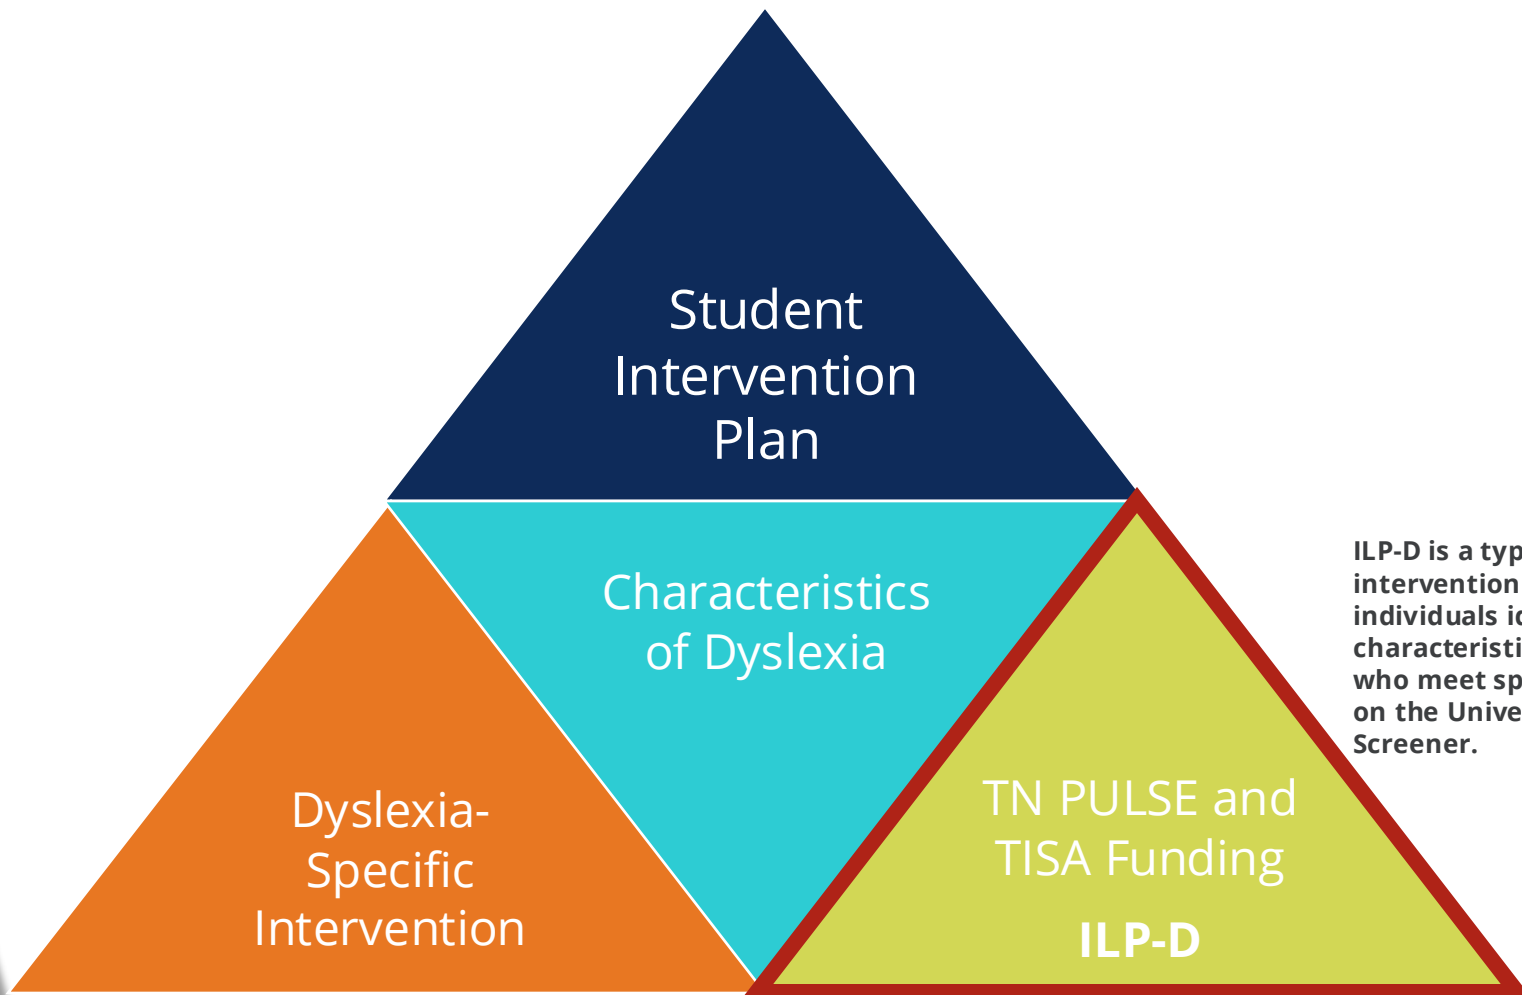 Student
Intervention
Plan
Characteristics
of Dyslexia
Dyslexia-
Specific
Intervention
TN PULSE and
TISA Funding
ILP-D
ILP-D is a
intervention
individuals
who meet
on the
Screener.